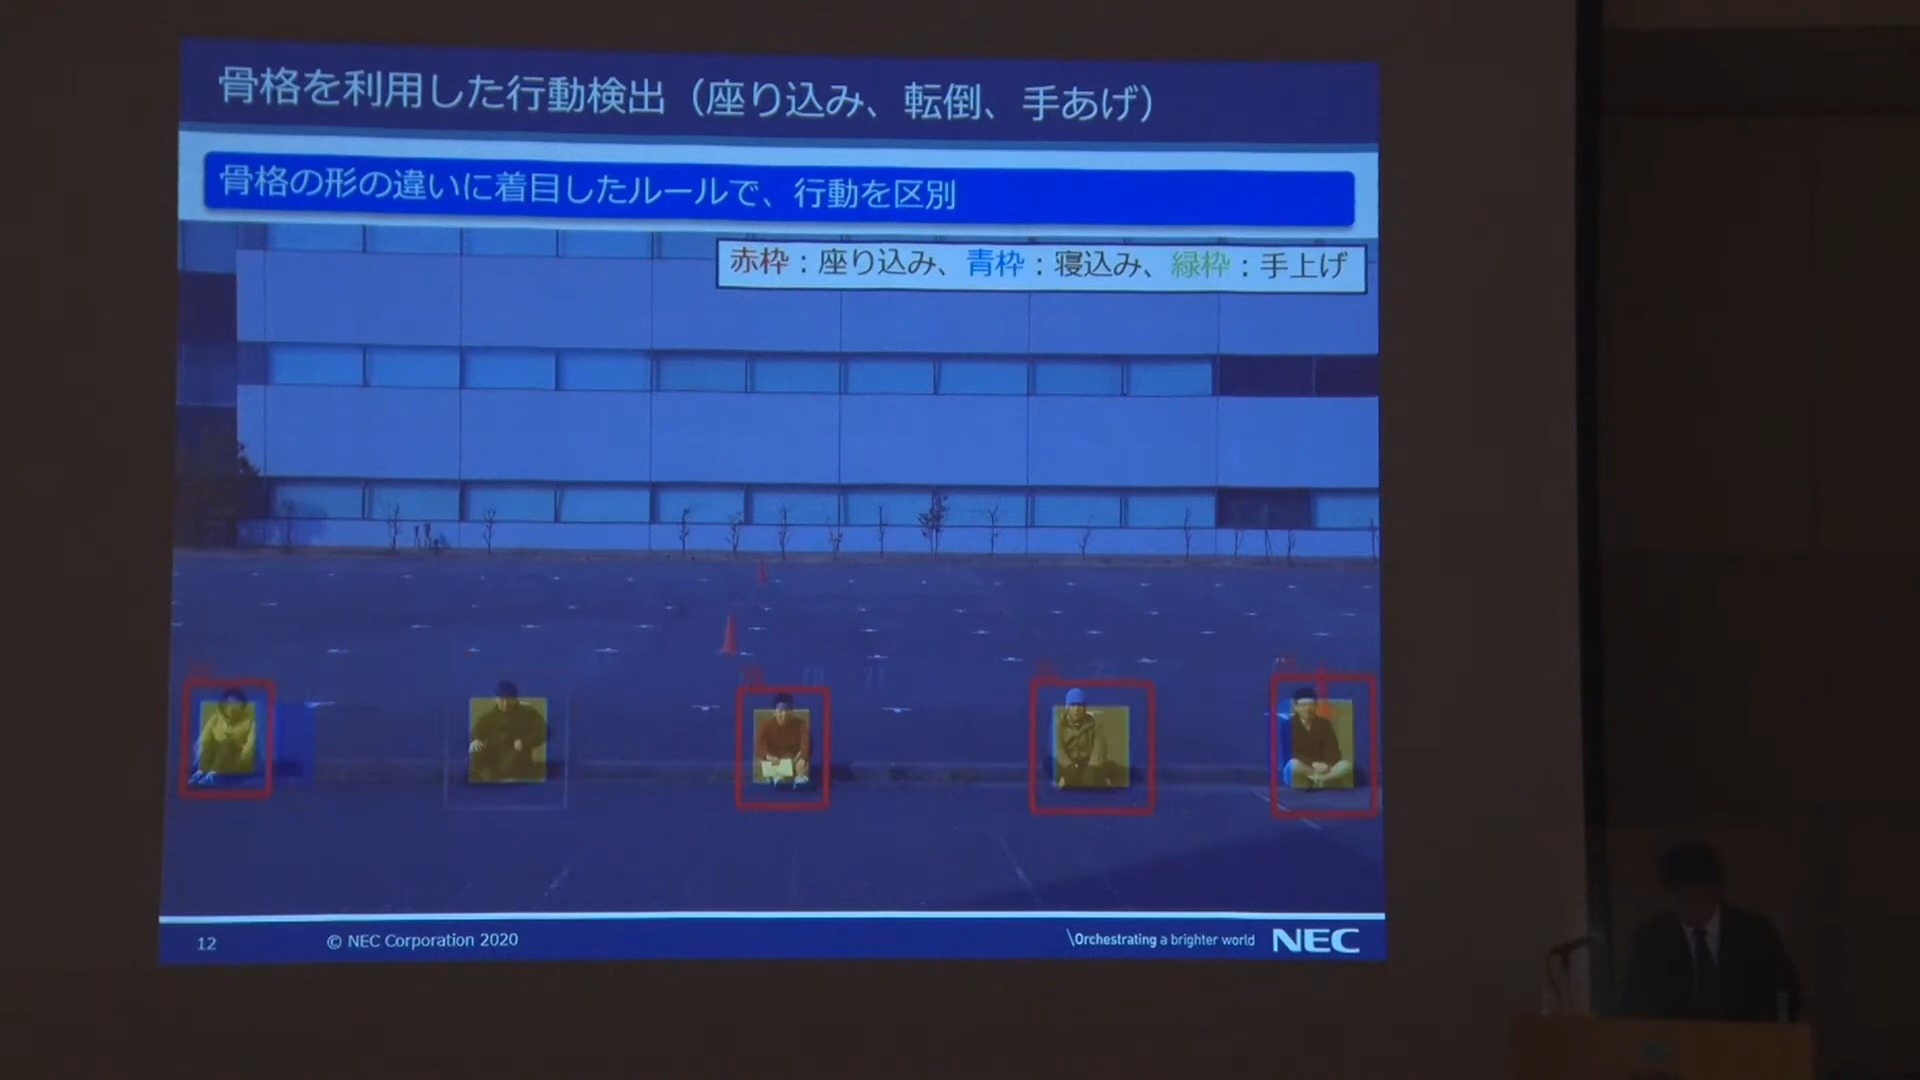 骨格を利用した行動検出（座り込み、転倒、手あげ）
骨格の形の違いに着目したルールで、行動を区別
赤枠：座り込み、青枠：寝込み、緑枠：手上げ
12
© NEC Corporation 2020
\Orchestrating a brighter world
NEC